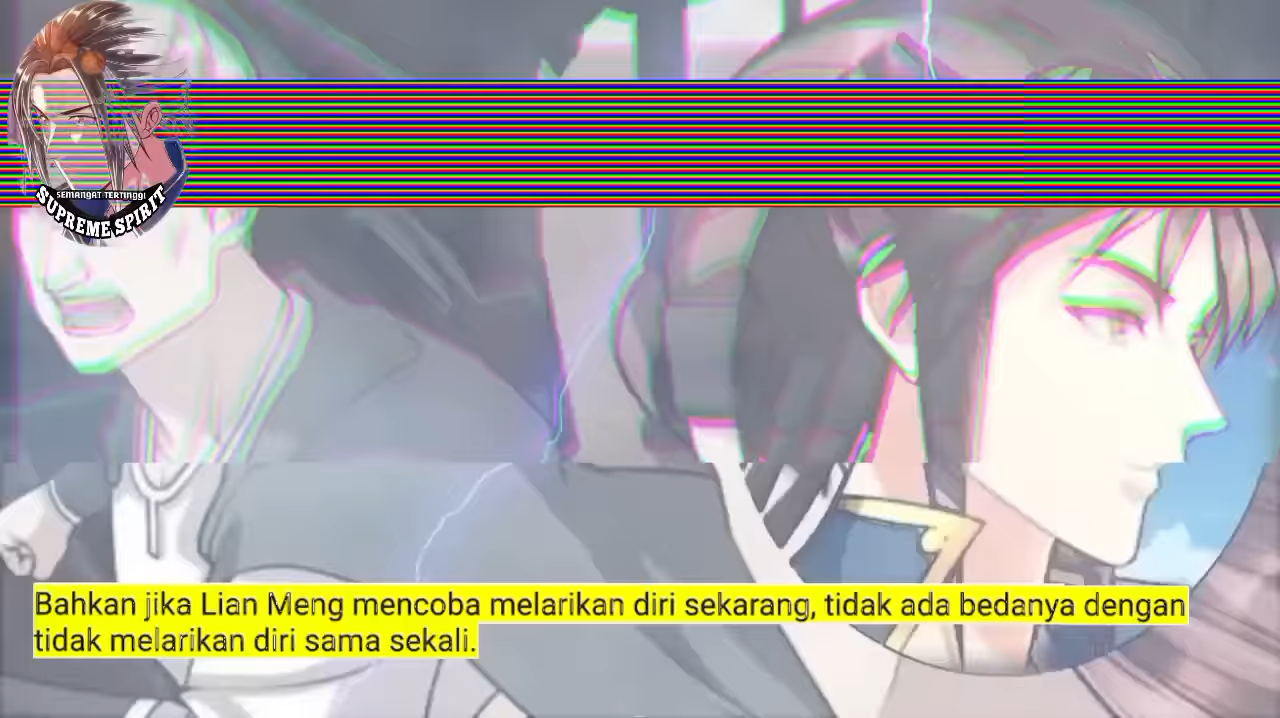 SEMANGAT TERTINGGI
SUPREME SPIRIT
Bahkan jika Lian Meng mencoba melarikan diri sekarang, tidak ada bedanya dengan
tidak melarikan diri sama sekali.